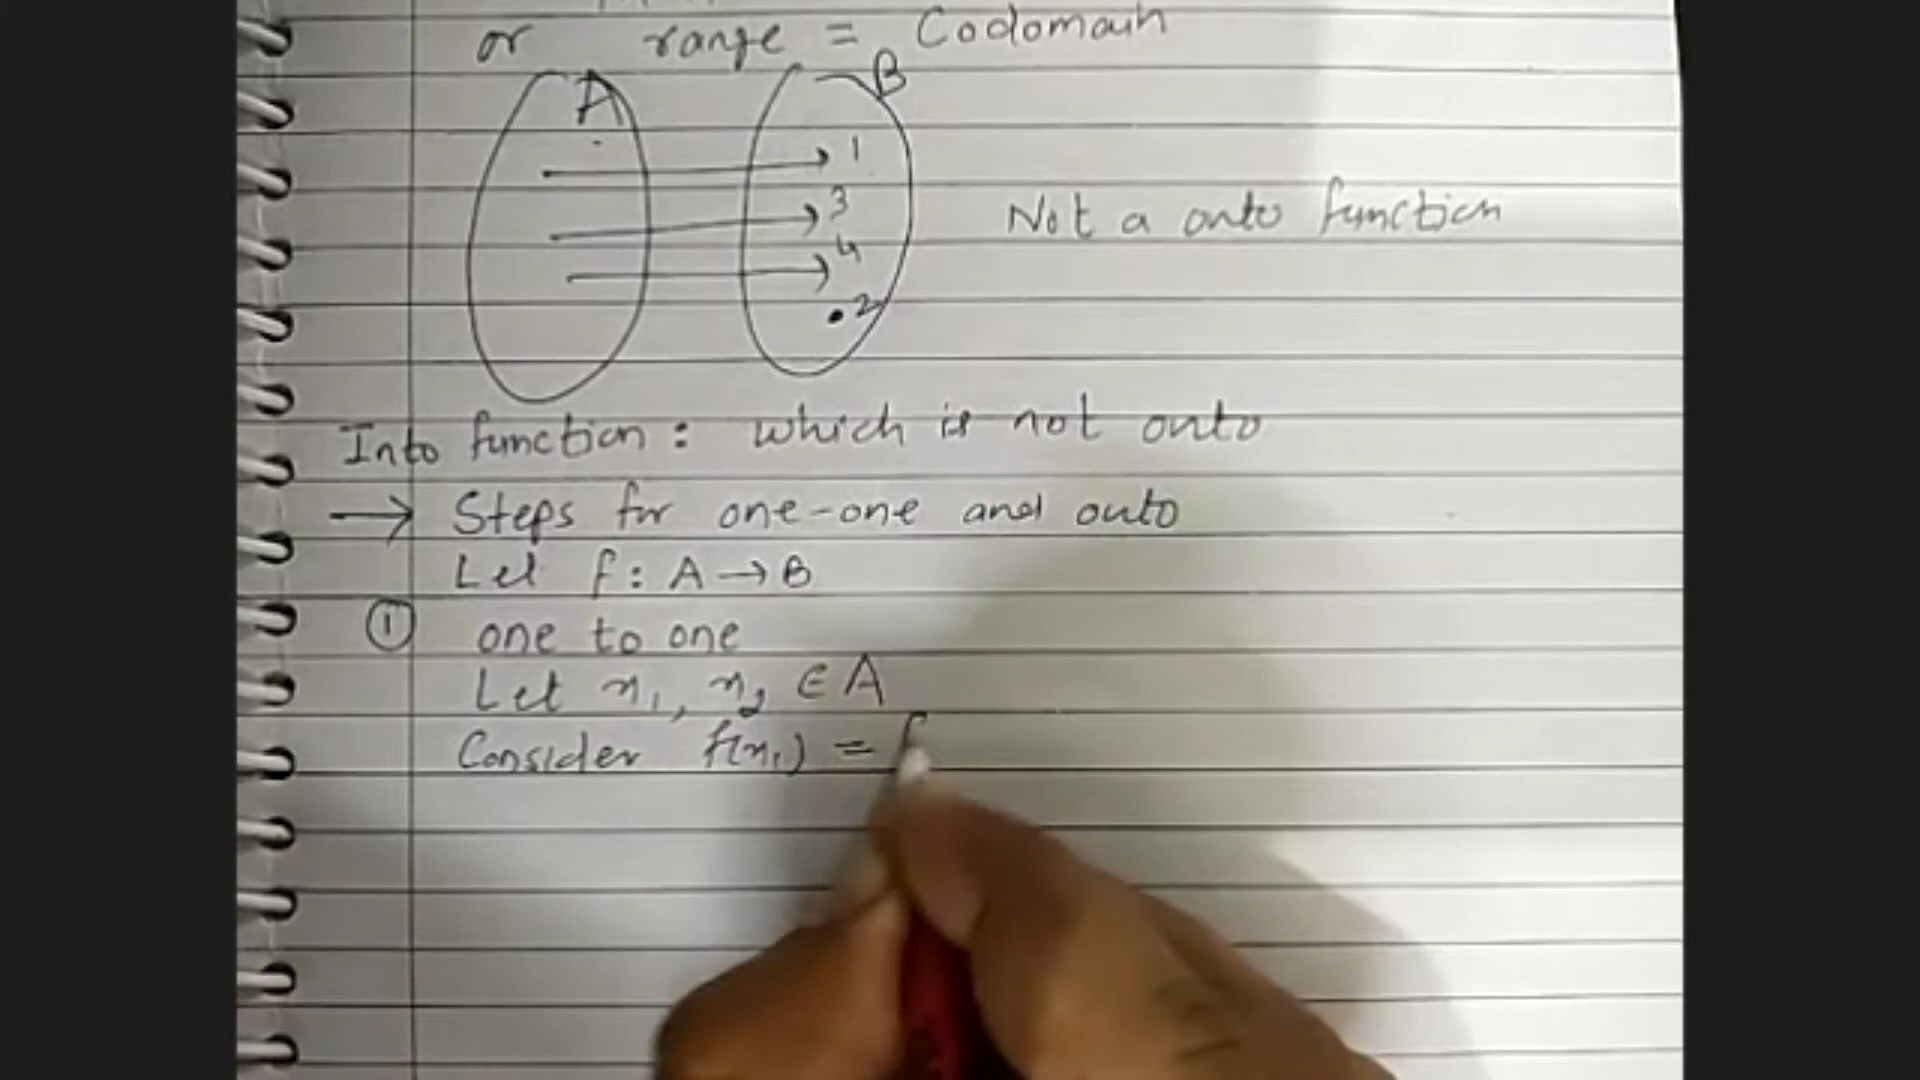 or range = Codomain
A B
1
3
Not a onto function
4
2
Into function : which is not onto
→ Steps for one-one and onto
Let f : A → B
① one to one
Let x₁, x₂ ∈ A
Consider f(x₁) = f